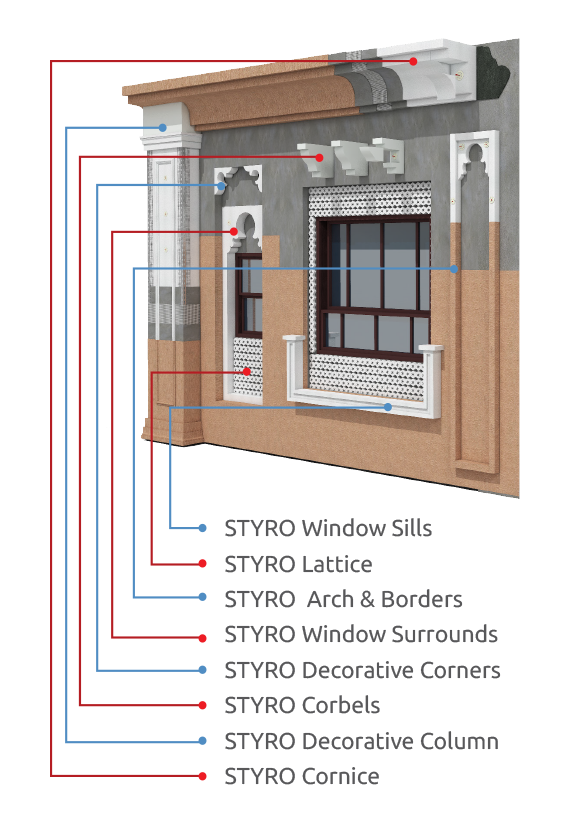 STYRO Window Sills
STYRO Lattice
STYRO  Arch & Borders
STYRO Window Surrounds
STYRO Decorative Corners
STYRO Corbels
STYRO Decorative Column
STYRO Cornice